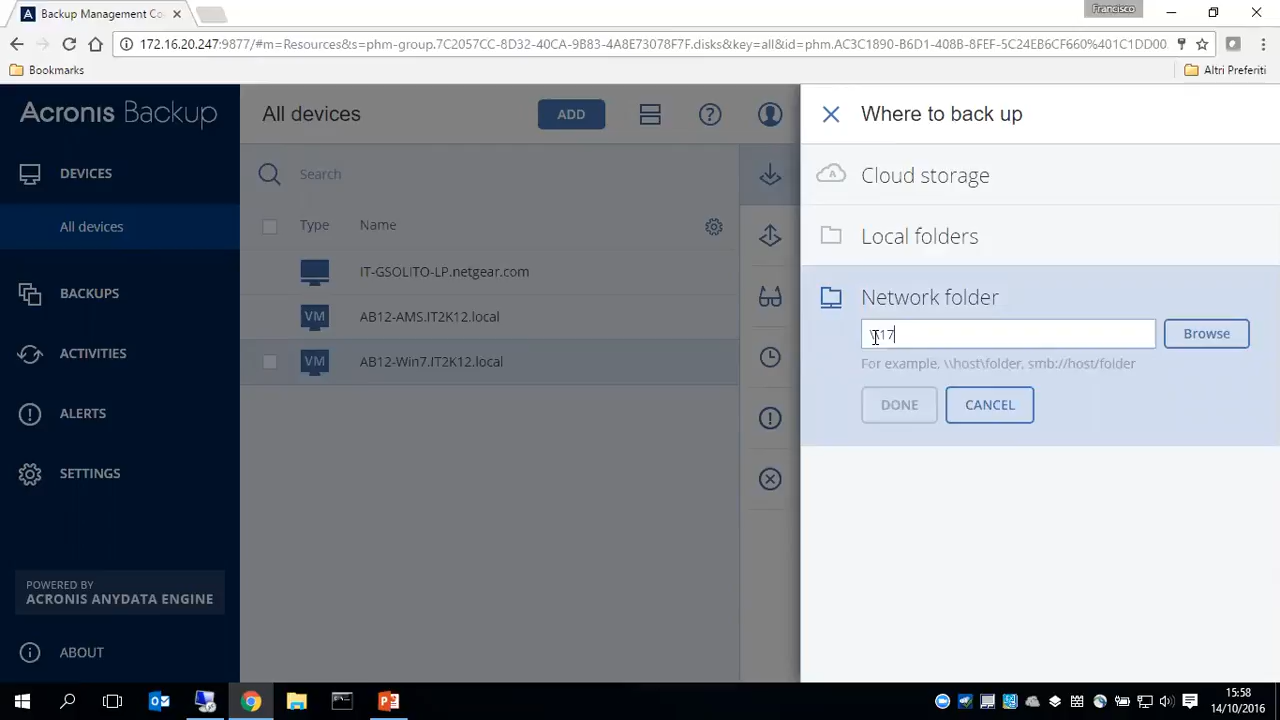 Backup Management Co
Francisco
172.16.20.247:9877/#m=Resources&s=phm-group.7C2057CC-8D32-40CA-9B83-4A8E73078F7F.disks&key=all&id=phm.AC3C1890-B6D1-408B-8FEF-5C24EB6CF660%401C1DD00
Bookmarks
Altri Preferiti
Acronis Backup
All devices
ADD
Where to back up
DEVICES
Search
Cloud storage
All devices
Type
Name
Local folders
IT-GSOLITO-LP.netgear.com
BACKUPS
Network folder
VM
AB12-AMS.IT2K12.local
\\17
Browse
ACTIVITIES
VM
AB12-Win7.IT2K12.local
For example, \\host\folder, smb://host/folder
ALERTS
DONE
CANCEL
SETTINGS
POWERED BY
ACRONIS ANYDATA ENGINE
ABOUT
15:58
14/10/2016